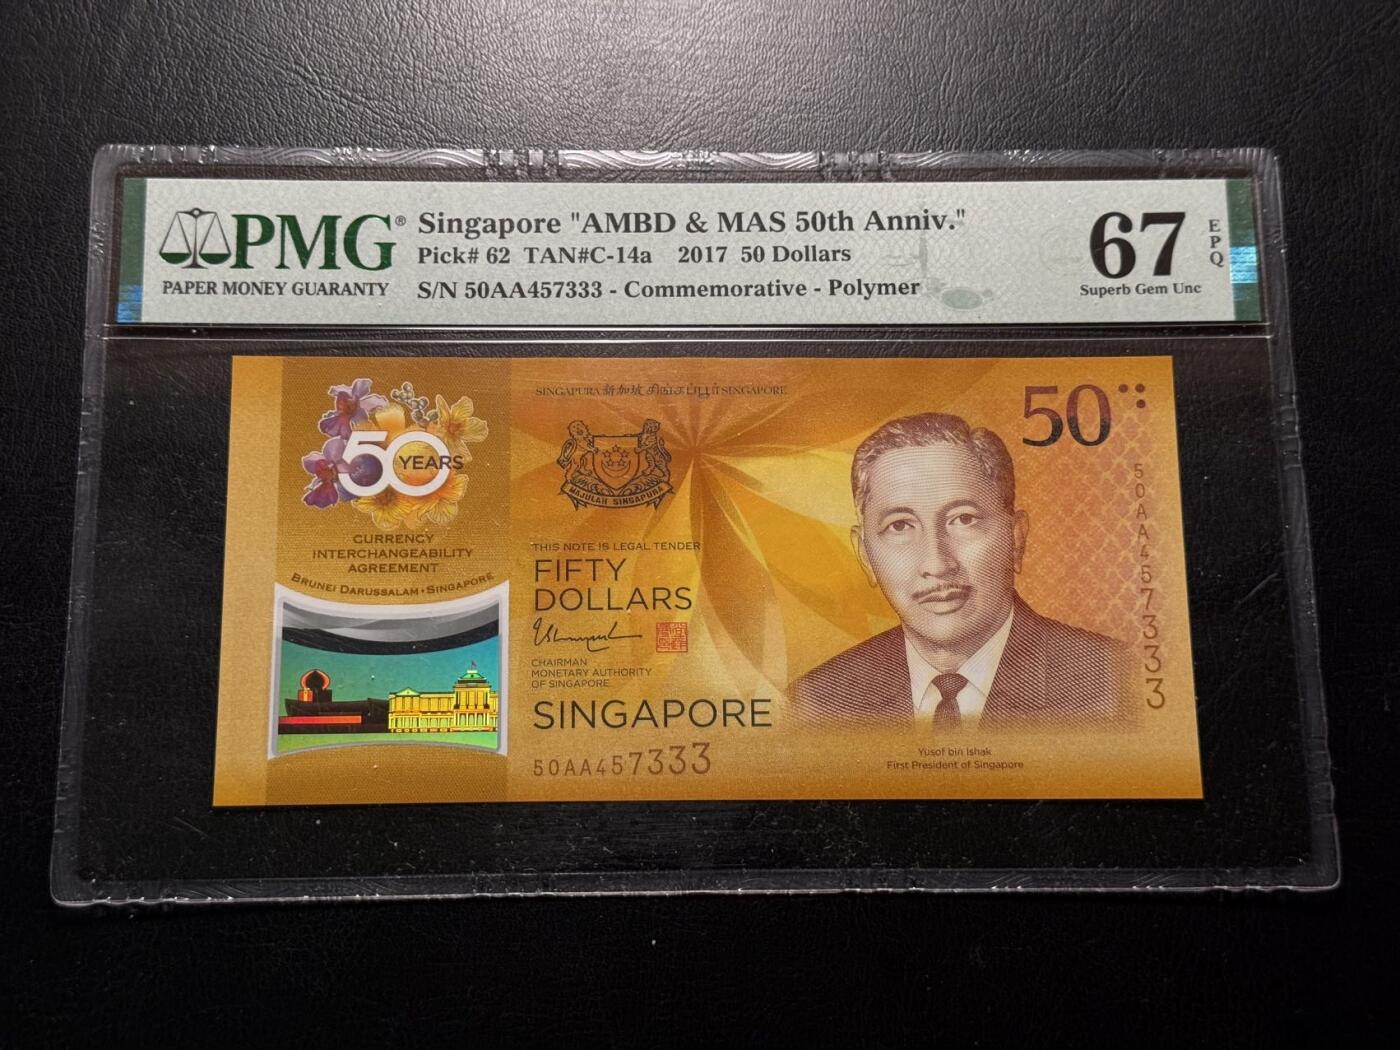 PMG®
PAPER MONEY GUARANTY
Singapore "AMBD & MAS 50th Anniv."
Pick# 62 TAN#C-14a 2017 50 Dollars
S/N 50AA457333 - Commemorative - Polymer
67
EPQ
Superb Gem Unc
50
YEARS
CURRENCY
INTERCHANGEABILITY
AGREEMENT
BRUNEI DARUSSALAM • SINGAPORE
SINGAPURA 新加坡 சிங்கப்பூர் SINGAPORE
MAJULAH SINGAPURA
THIS NOTE IS LEGAL TENDER
FIFTY
DOLLARS
CHAIRMAN
MONETARY AUTHORITY
OF SINGAPORE
SINGAPORE
50AA457333
50
50AA457333
Yusof bin Ishak
First President of Singapore